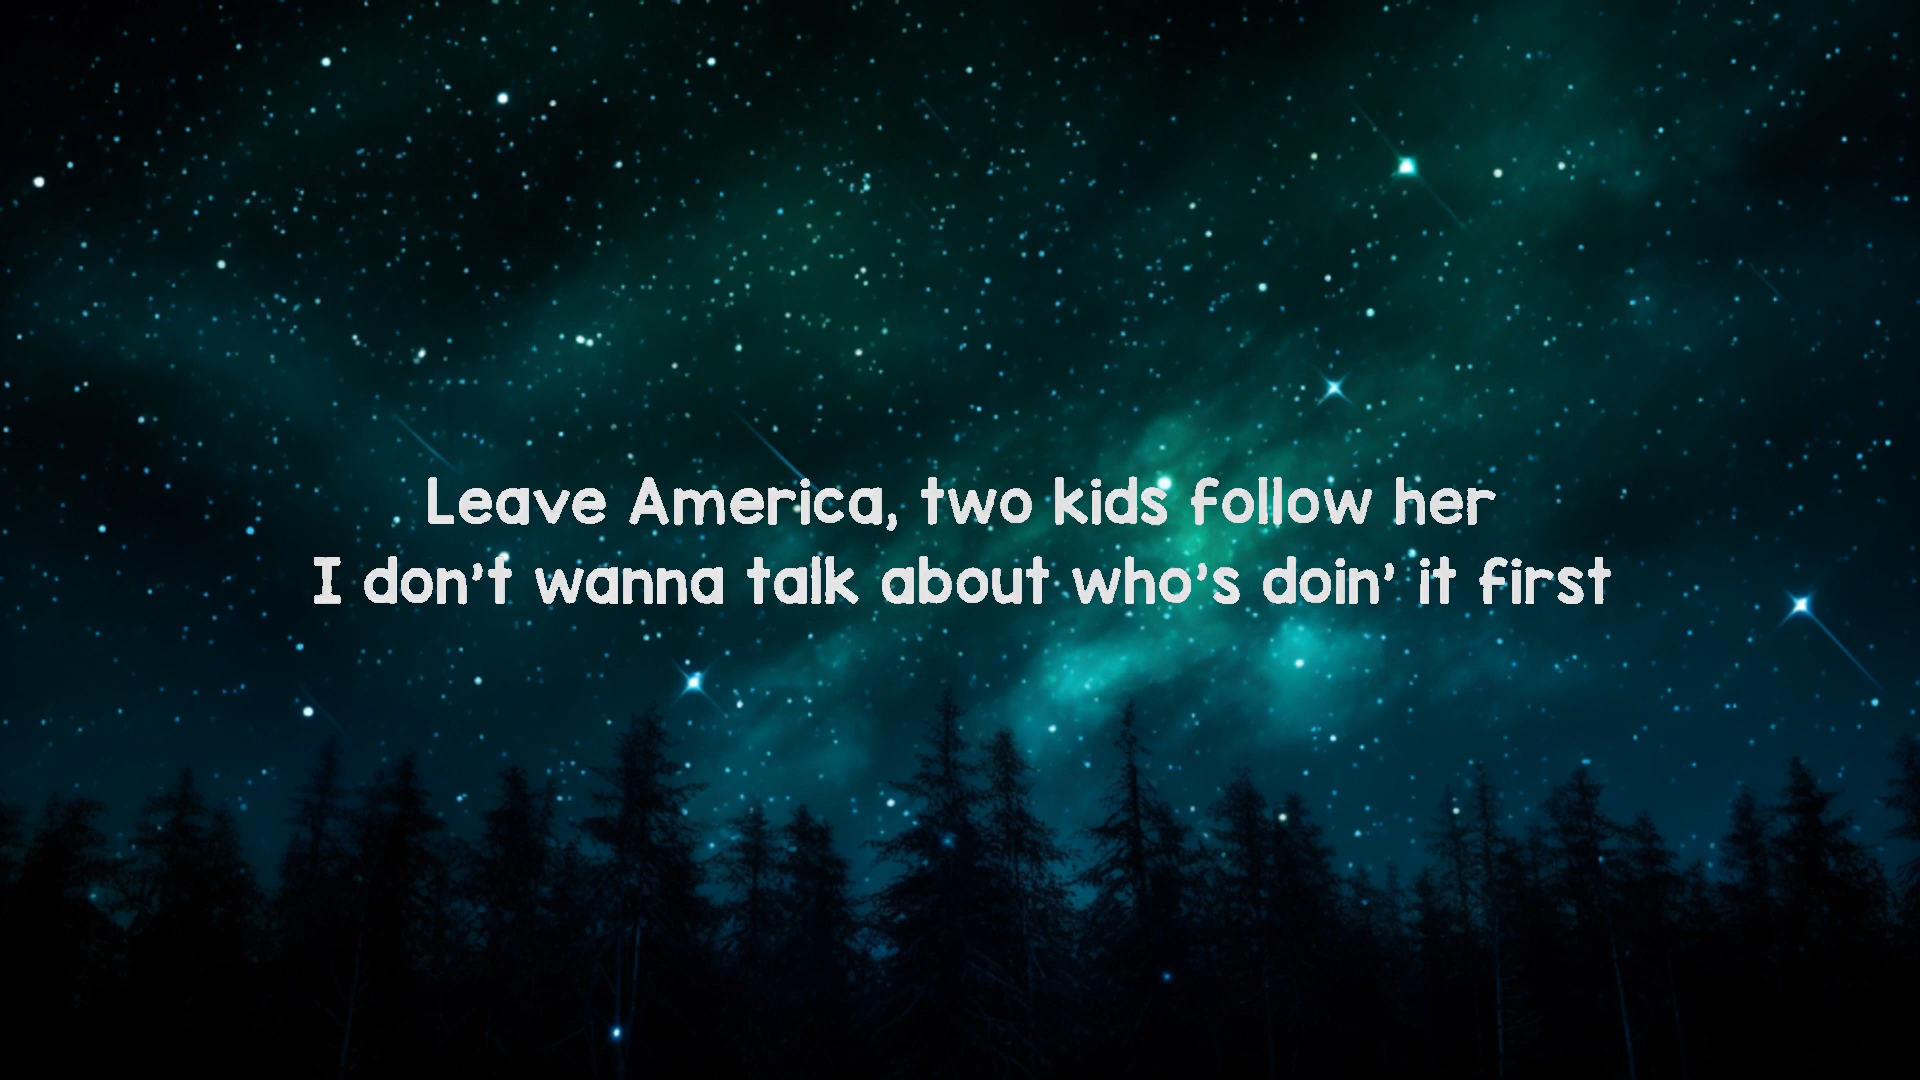 Leave America, two kids follow her
I don't wanna talk about who's doin' it first